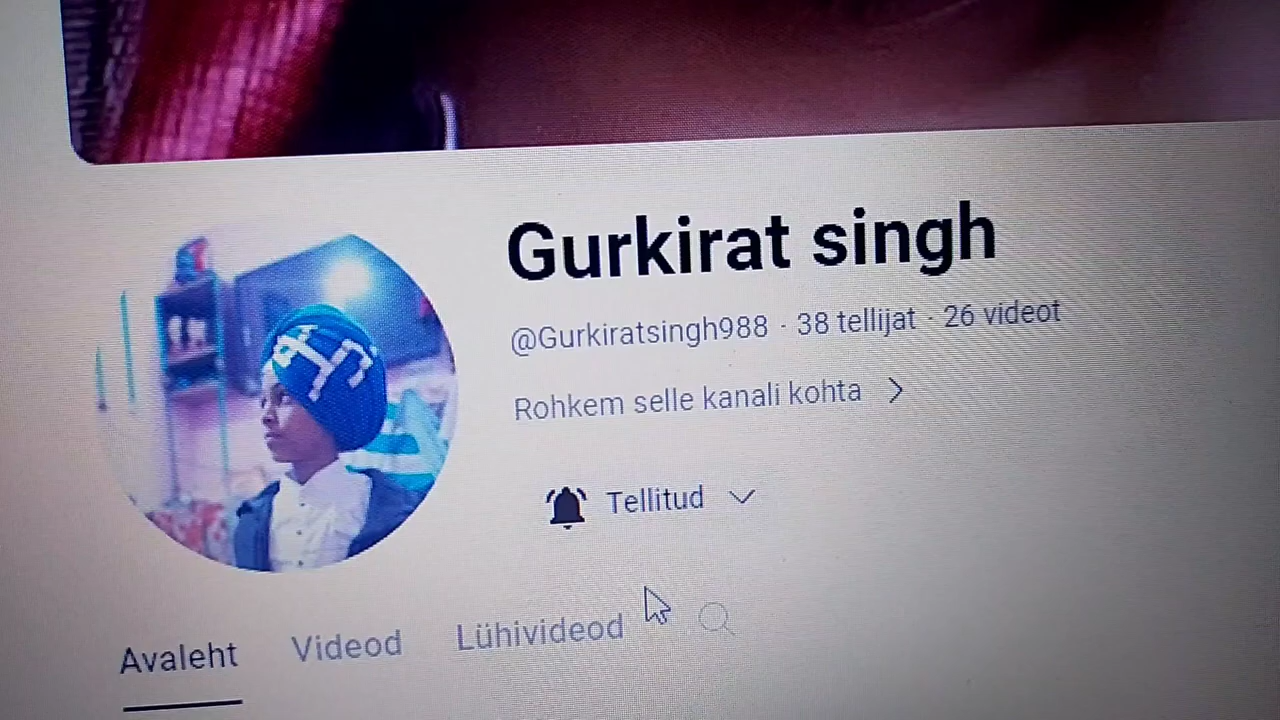 Gurkirat singh
@Gurkiratsingh988 · 38 tellijat · 26 videot
Rohkem selle kanali kohta
Tellitud
Avaleht Videod Lühivideod